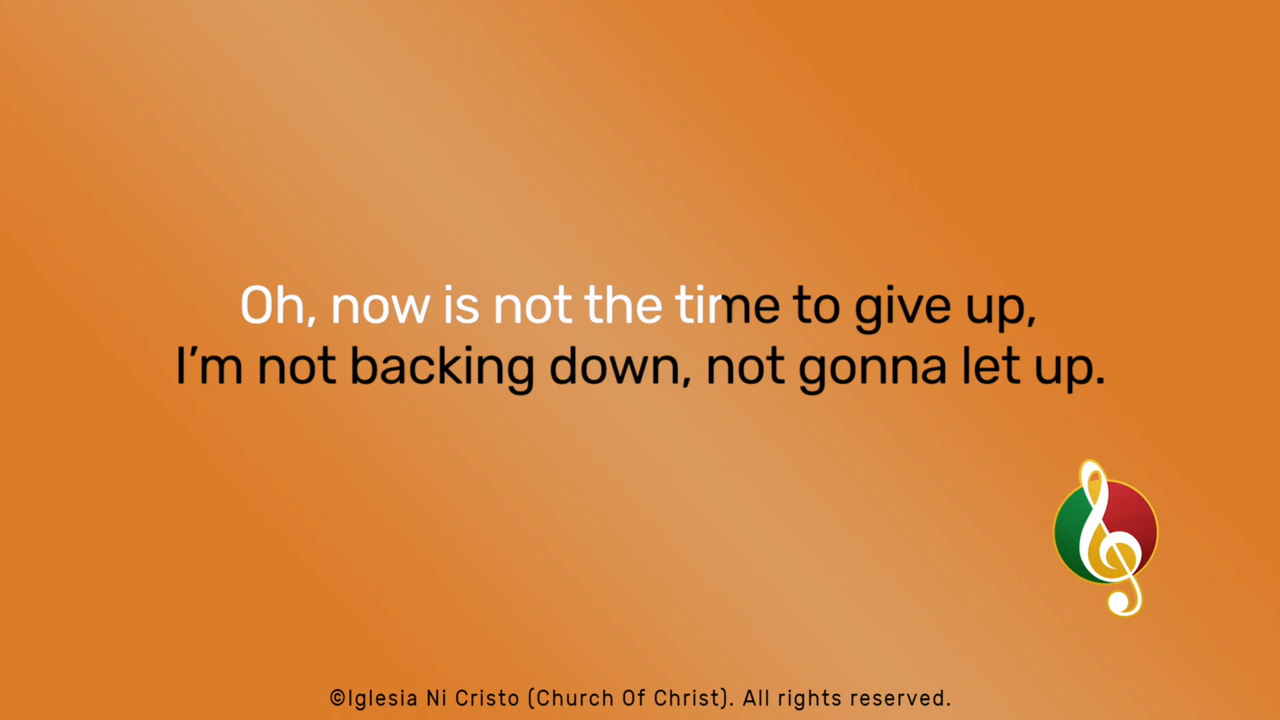 Oh, now is not the time to give up,
I’m not backing down, not gonna let up.
©Iglesia Ni Cristo (Church Of Christ). All rights reserved.